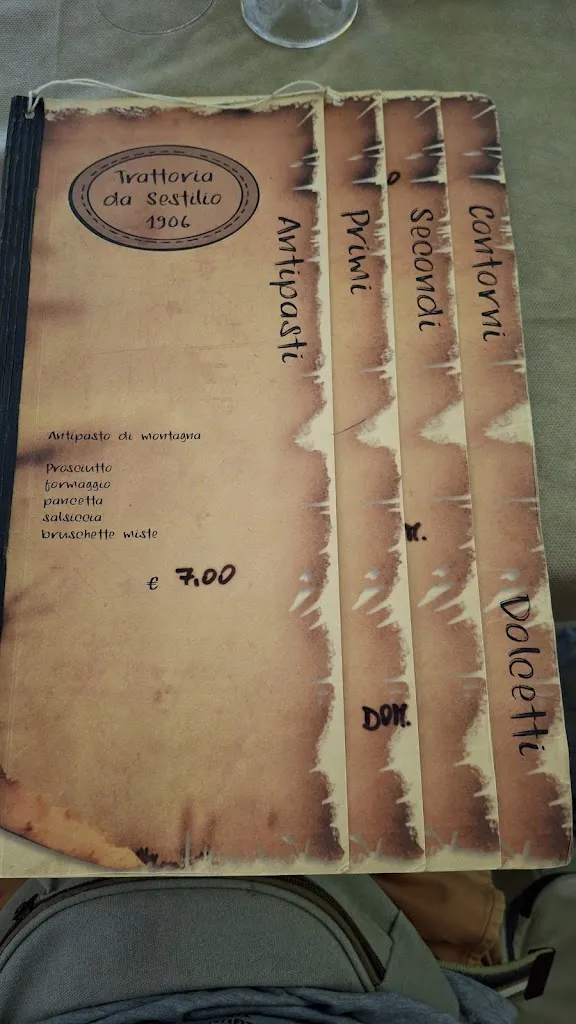 Trattoria
da Sestilio
1906
Antipasti
Primi
Secondi
Contorni
Dolcetti
Antipasto di montagna
Prosciutto
formaggio
pancetta
salsiccia
bruschette miste
€ 7.00
DOM.